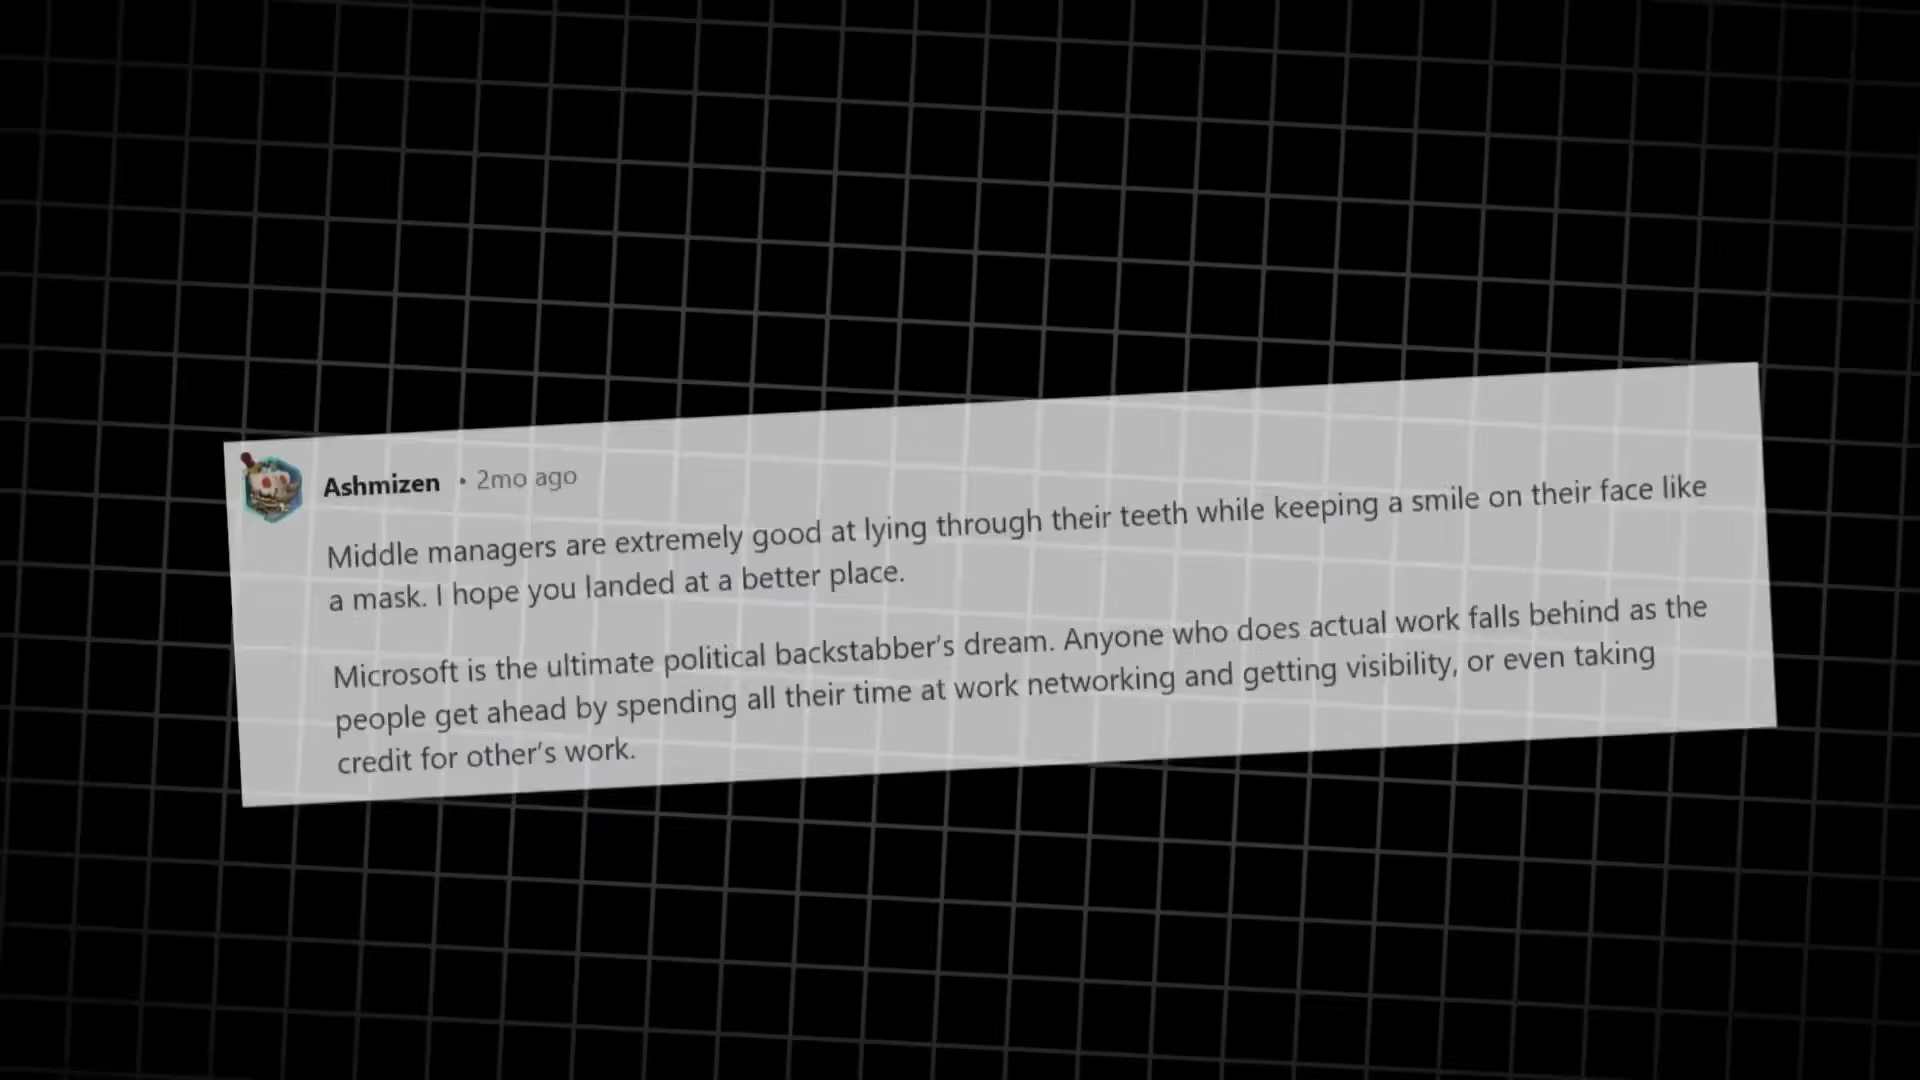 Ashmizen • 2mo ago
Middle managers are extremely good at lying through their teeth while keeping a smile on their face like
a mask. I hope you landed at a better place.
Microsoft is the ultimate political backstabber’s dream. Anyone who does actual work falls behind as the
people get ahead by spending all their time at work networking and getting visibility, or even taking
credit for other’s work.